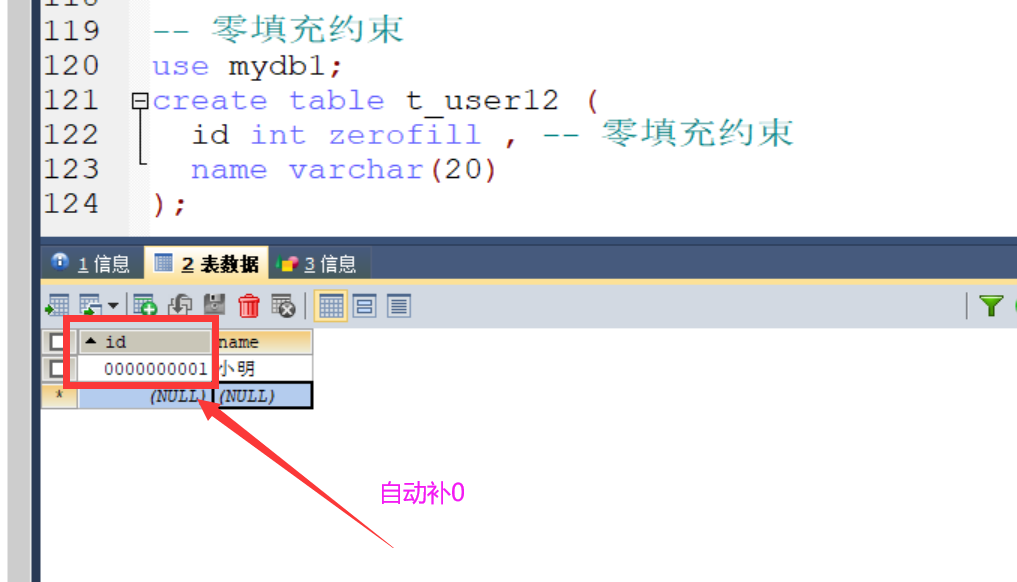 119 -- 零填充约束
120 use mydb1;
121 create table t_user12 (
122 id int zerofill , -- 零填充约束
123 name varchar(20)
124 );
1 信息 2 表数据 3 信息
id name
0000000001 小明
* (NULL) (NULL)
自动补0